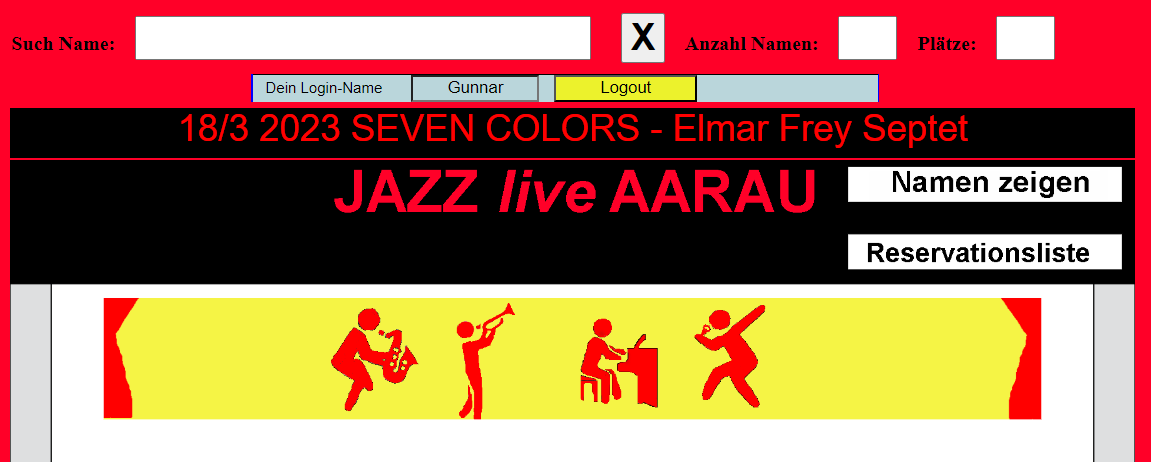 Such Name: X Anzahl Namen: Plätze:
Dein Login-Name Gunnar Logout
18/3 2023 SEVEN COLORS - Elmar Frey Septet
JAZZ live AARAU
Namen zeigen
Reservationsliste